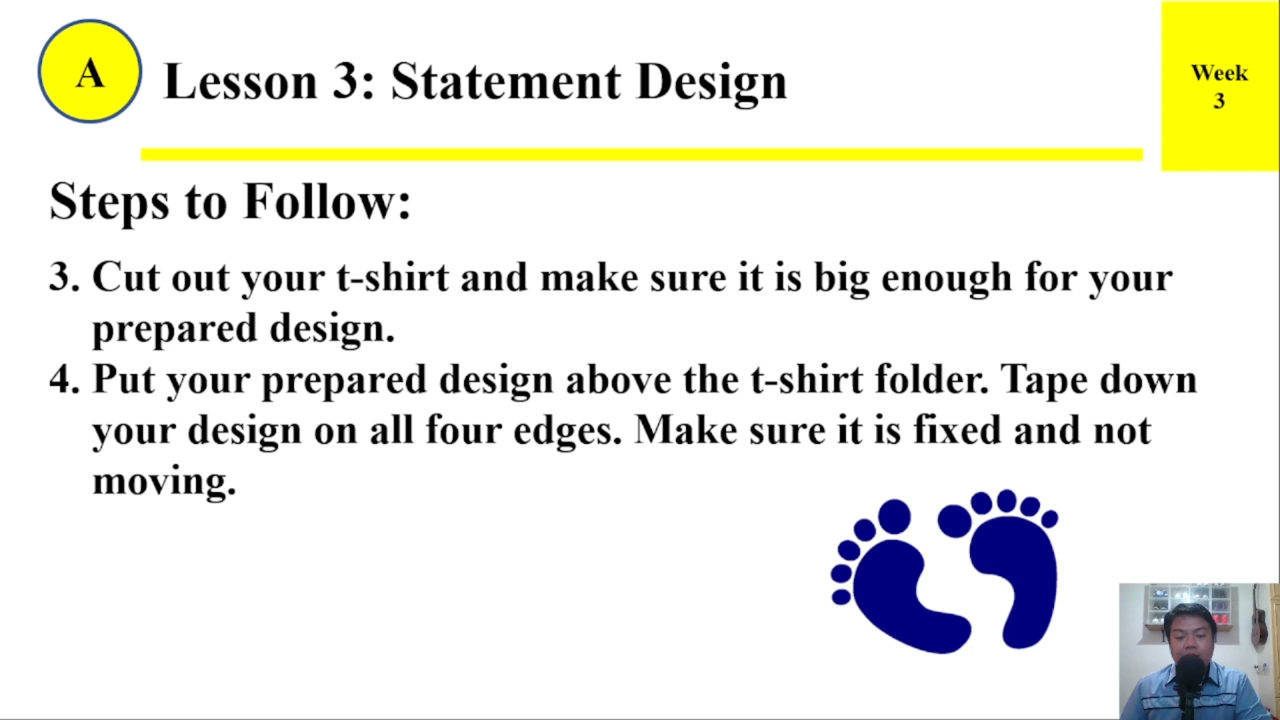 A
Lesson 3: Statement Design
Week
3
Steps to Follow:
3. Cut out your t-shirt and make sure it is big enough for your
prepared design.
4. Put your prepared design above the t-shirt folder. Tape down
your design on all four edges. Make sure it is fixed and not
moving.